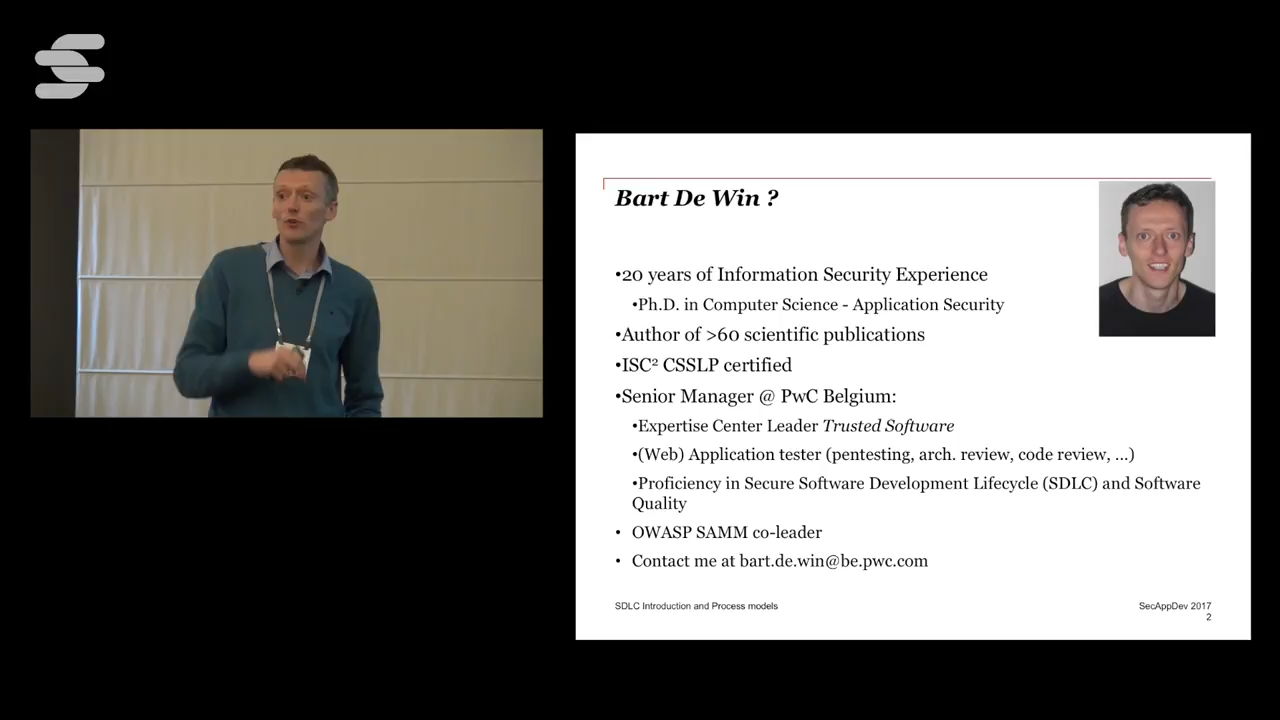 Bart De Win ?
•20 years of Information Security Experience
•Ph.D. in Computer Science - Application Security
•Author of >60 scientific publications
•ISC² CSSLP certified
•Senior Manager @ PwC Belgium:
•Expertise Center Leader Trusted Software
•(Web) Application tester (pentesting, arch. review, code review, ...)
•Proficiency in Secure Software Development Lifecycle (SDLC) and Software
Quality
• OWASP SAMM co-leader
• Contact me at bart.de.win@be.pwc.com
SDLC Introduction and Process models
SecAppDev 2017
2